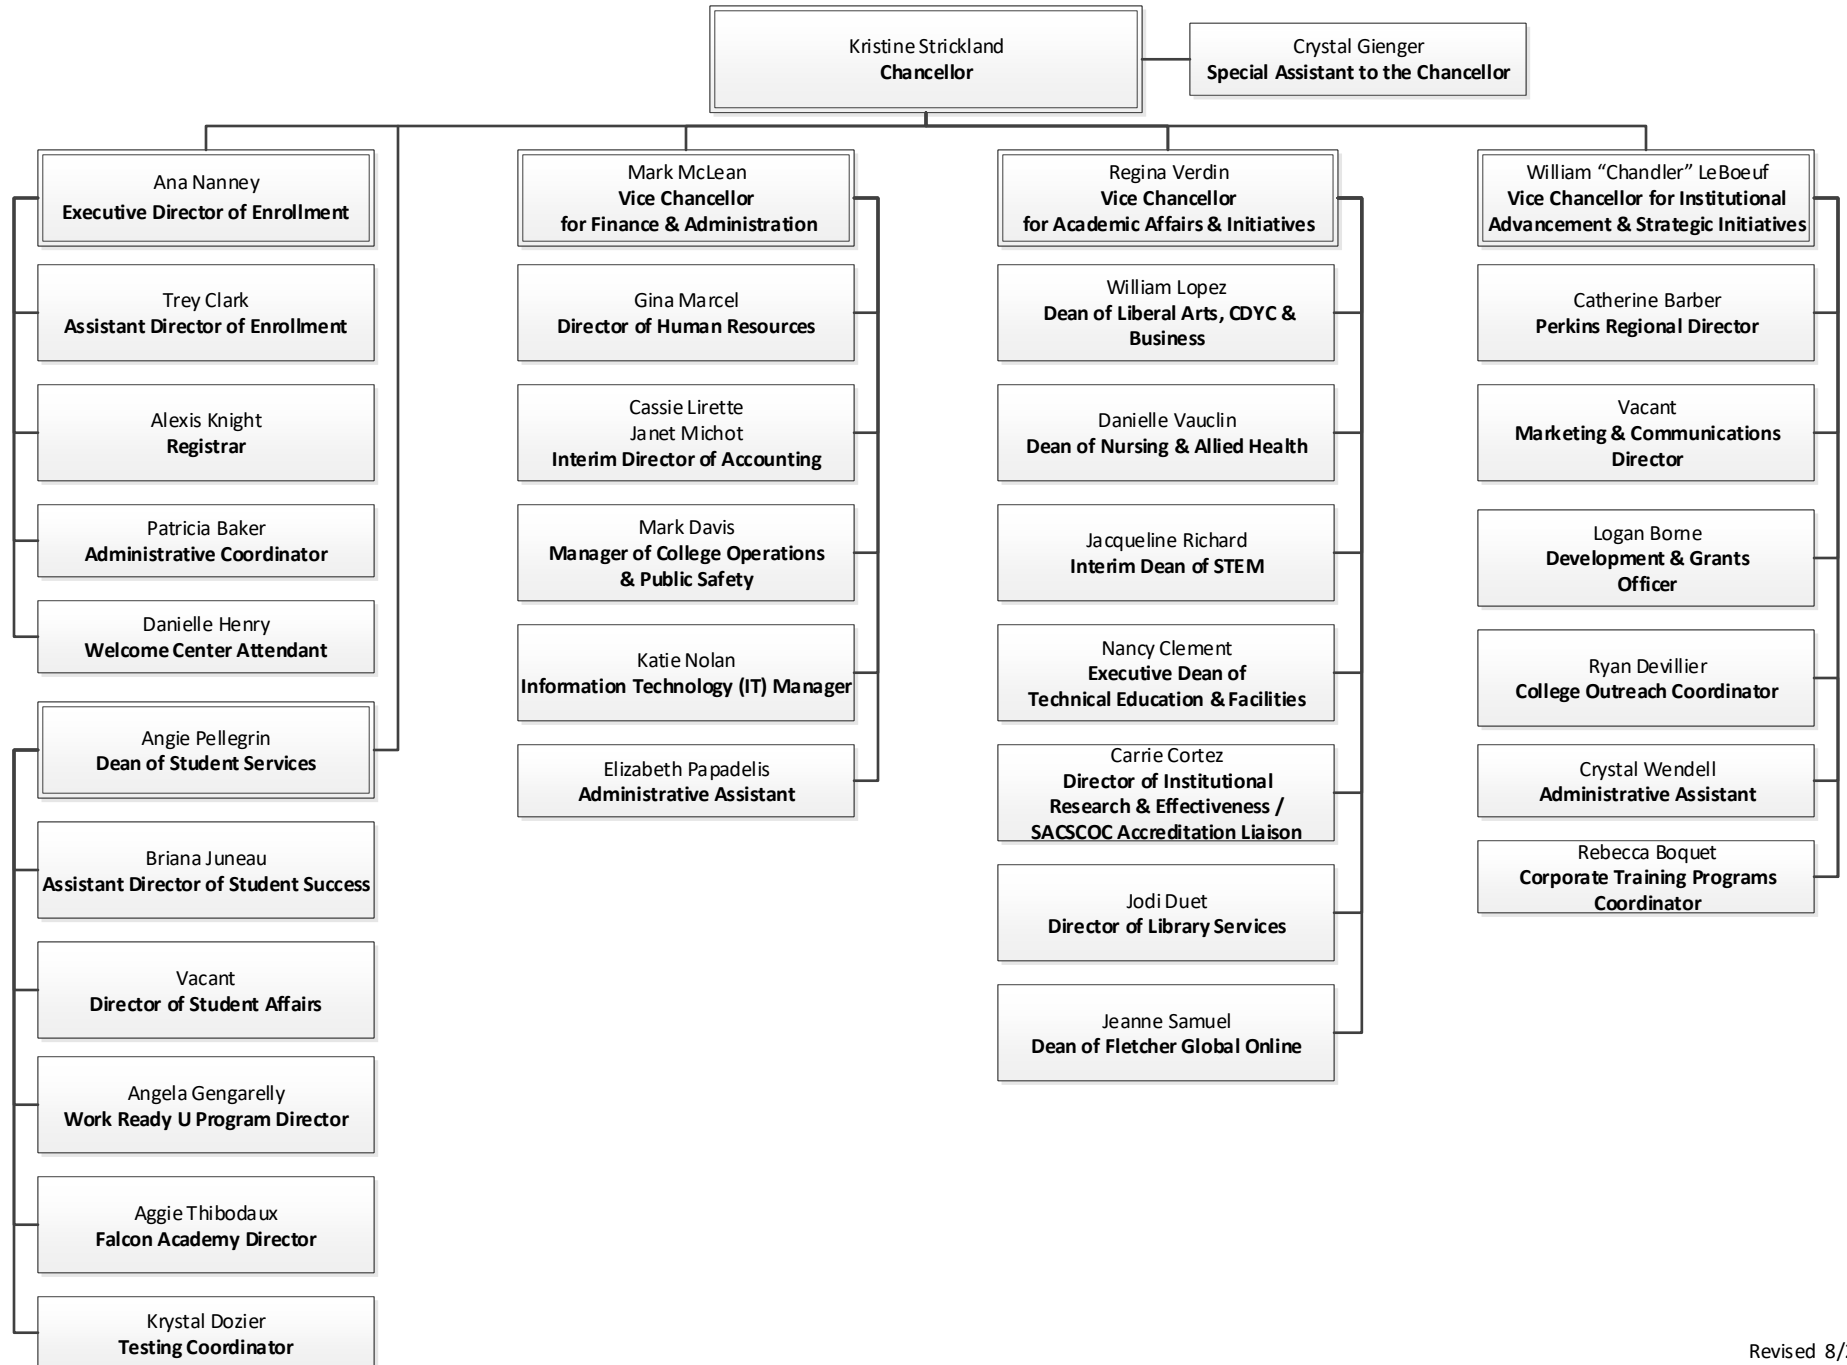 Kristine Strickland
Chancellor
Crystal Gienger
Special Assistant to the Chancellor
Ana Nanney
Executive Director of Enrollment
Trey Clark
Assistant Director of Enrollment
Alexis Knight
Registrar
Patricia Baker
Administrative Coordinator
Danielle Henry
Welcome Center Attendant
Angie Pellegrin
Dean of Student Services
Briana Juneau
Assistant Director of Student Success
Vacant
Director of Student Affairs
Angela Gengarelly
Work Ready U Program Director
Aggie Thibodaux
Falcon Academy Director
Krystal Dozier
Testing Coordinator
Mark McLean
Vice Chancellor
for Finance & Administration
Gina Marcel
Director of Human Resources
Cassie Lirette
Janet Michot
Interim Director of Accounting
Mark Davis
Manager of College Operations
& Public Safety
Katie Nolan
Information Technology (IT) Manager
Elizabeth Papadelis
Administrative Assistant
Regina Verdin
Vice Chancellor
for Academic Affairs & Initiatives
William Lopez
Dean of Liberal Arts, CDYC &
Business
Danielle Vauclin
Dean of Nursing & Allied Health
Jacqueline Richard
Interim Dean of STEM
Nancy Clement
Executive Dean of
Technical Education & Facilities
Carrie Cortez
Director of Institutional
Research & Effectiveness /
SACSCOC Accreditation Liaison
Jodi Duet
Director of Library Services
Jeanne Samuel
Dean of Fletcher Global Online
William “Chandler” LeBoeuf
Vice Chancellor for Institutional
Advancement & Strategic Initiatives
Catherine Barber
Perkins Regional Director
Vacant
Marketing & Communications
Director
Logan Borne
Development & Grants
Officer
Ryan Devillier
College Outreach Coordinator
Crystal Wendell
Administrative Assistant
Rebecca Boquet
Corporate Training Programs
Coordinator
Revised 8/